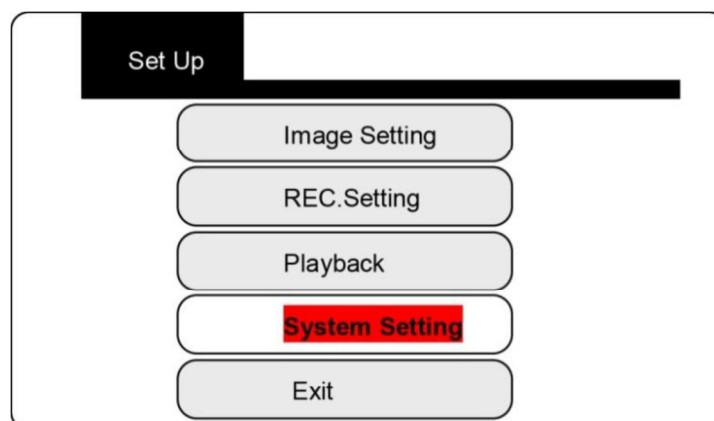 Set Up
Image Setting
REC.Setting
Playback
System Setting
Exit